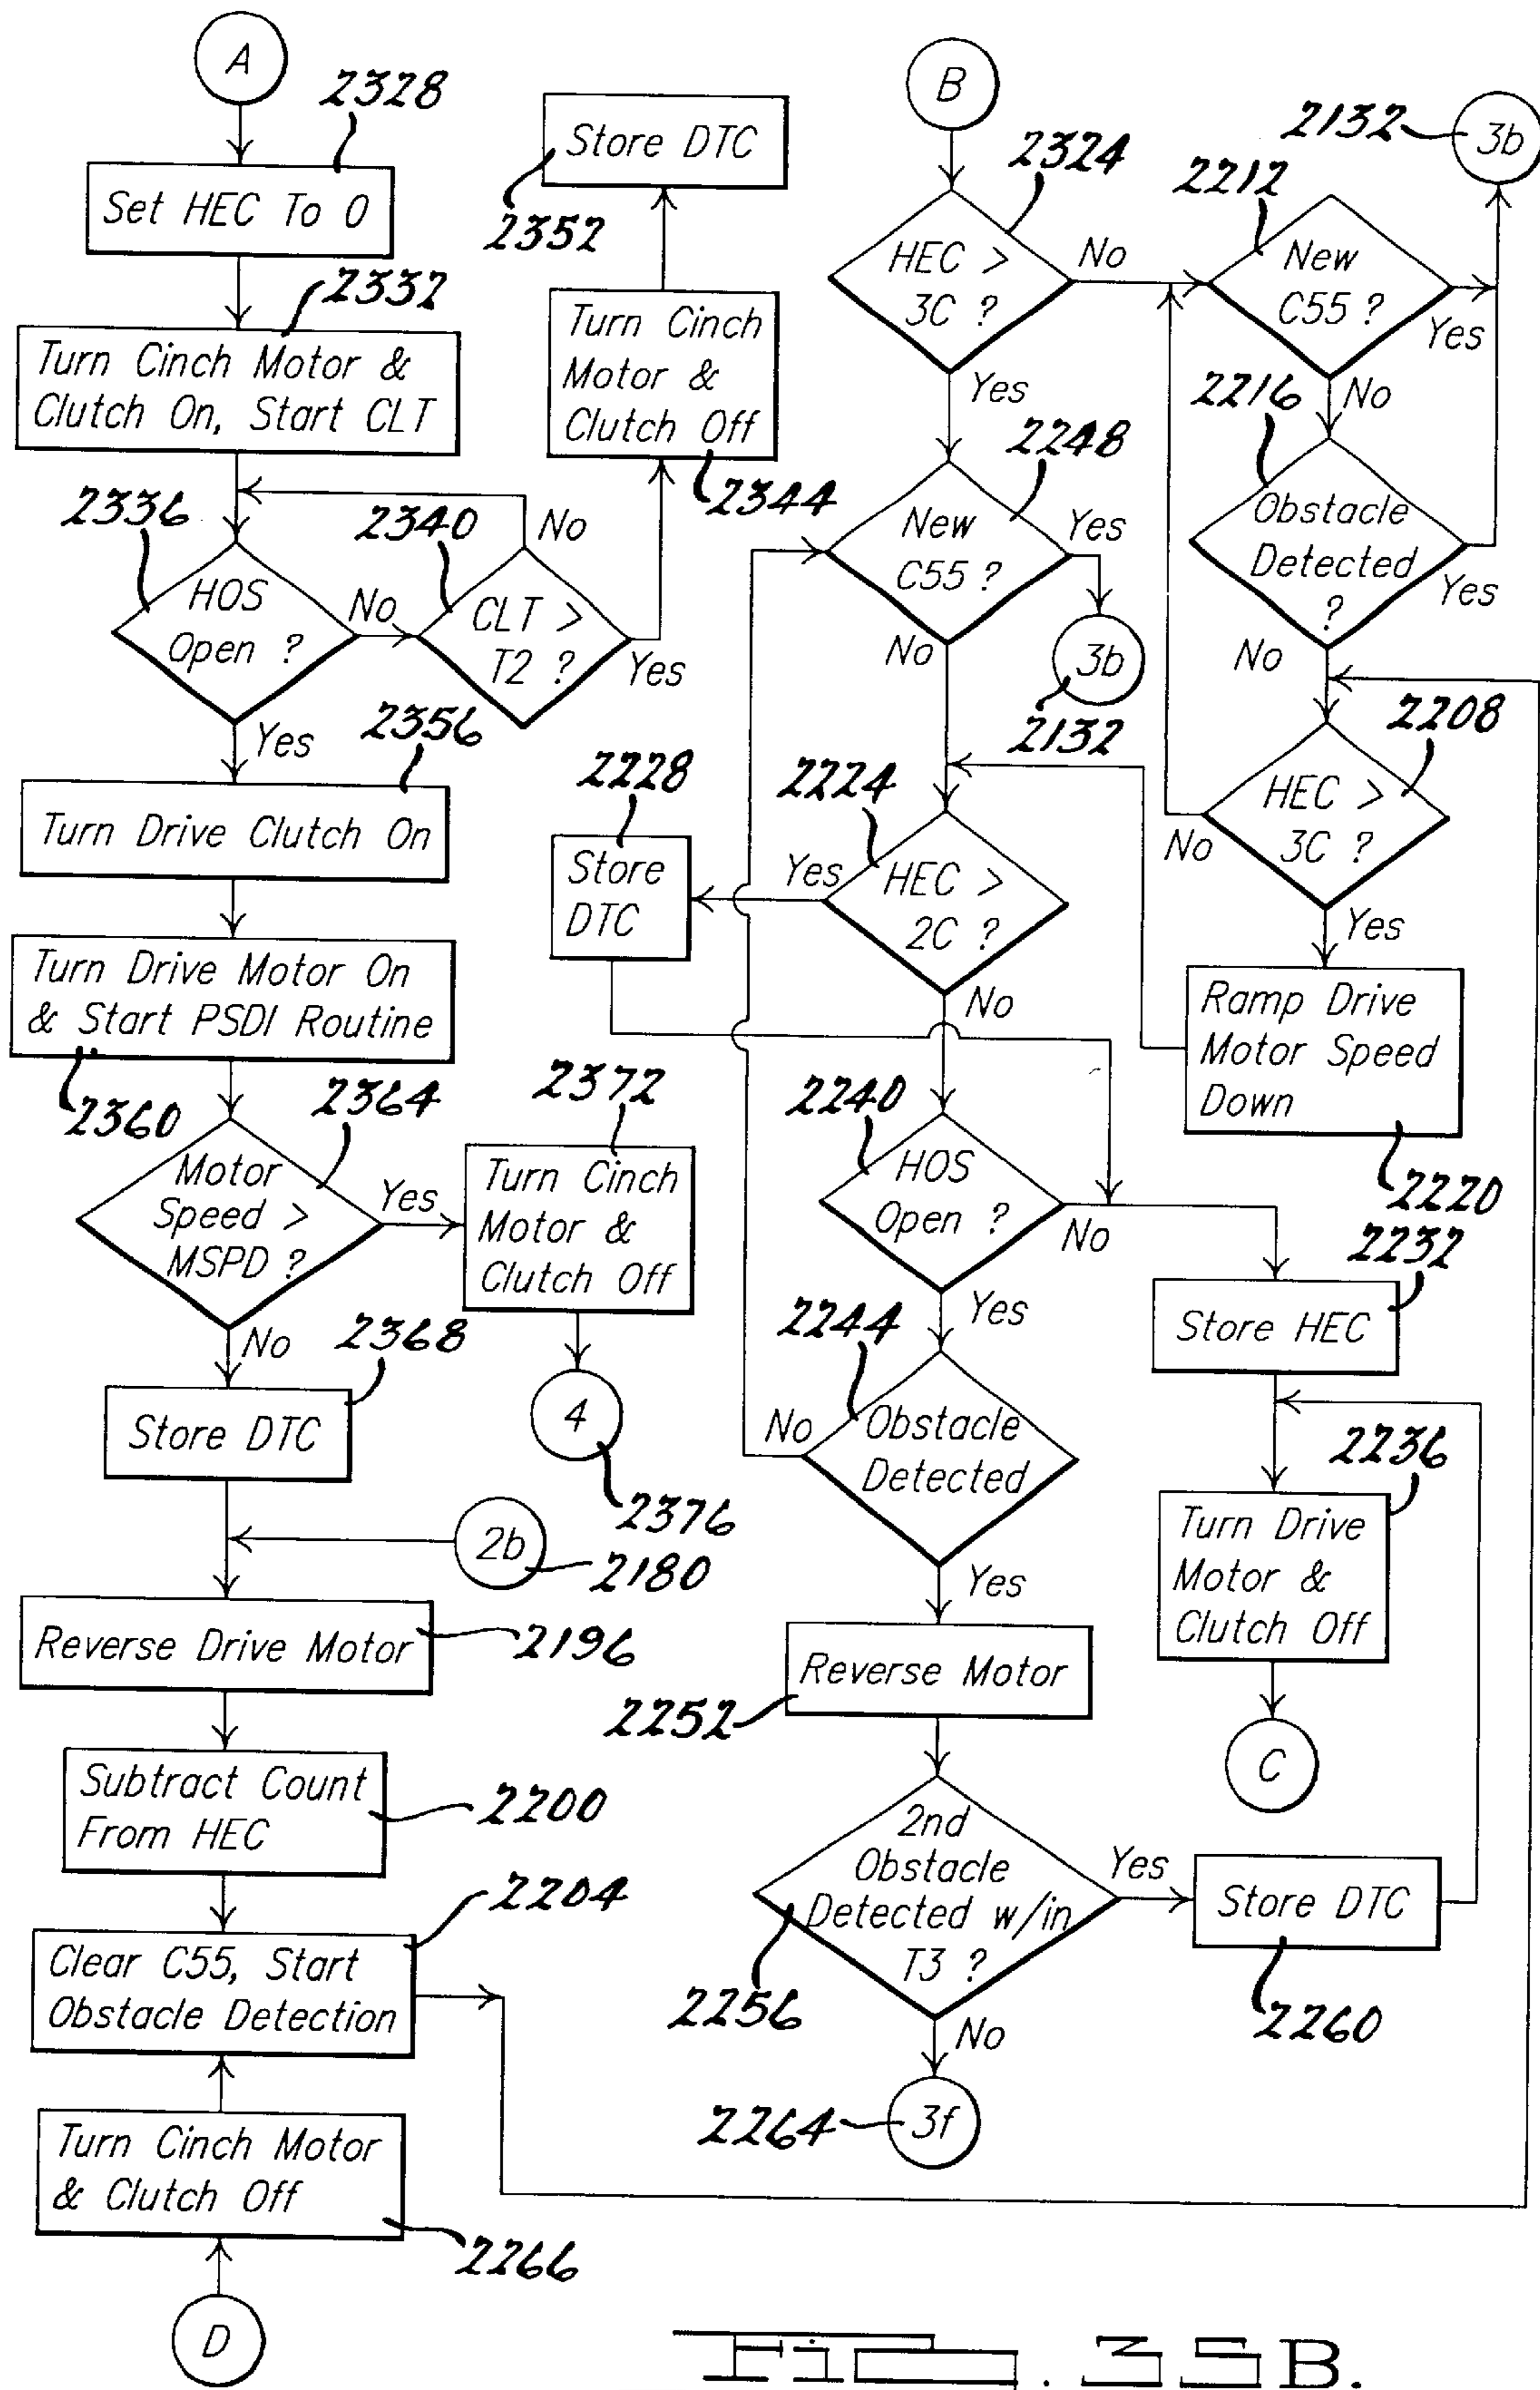 A
2328
Set HEC To 0
2332
Turn Cinch Motor &
Clutch On, Start CLT
2336
HOS
Open ?
No
2340
CLT >
T2 ?
No
Yes
Store DTC
2352
Turn Cinch
Motor &
Clutch Off
2344
Yes
2356
Turn Drive Clutch On
Turn Drive Motor On
& Start PSDI Routine
2360
2364
Motor
Speed >
MSPD ?
Yes
2372
Turn Cinch
Motor &
Clutch Off
4
2376
No
2368
Store DTC
2b
2180
Reverse Drive Motor
2196
Subtract Count
From HEC
2200
2204
Clear C55, Start
Obstacle Detection
Turn Cinch Motor
& Clutch Off
2266
D
B
2324
HEC >
3C ?
No
Yes
2248
New
C55 ?
Yes
3b
2132
No
2224
HEC >
2C ?
Yes
2228
Store
DTC
No
2240
HOS
Open ?
No
Yes
2244
Obstacle
Detected
No
Yes
Reverse Motor
2252
2nd
Obstacle
Detected w/in
T3 ?
2256
Yes
Store DTC
2260
No
3f
2264
2132
3b
2212
New
C55 ?
Yes
No
2216
Obstacle
Detected
?
Yes
No
2208
HEC >
3C ?
No
Yes
Ramp Drive
Motor Speed
Down
2220
2232
Store HEC
2236
Turn Drive
Motor &
Clutch Off
C
FIG. 35B.